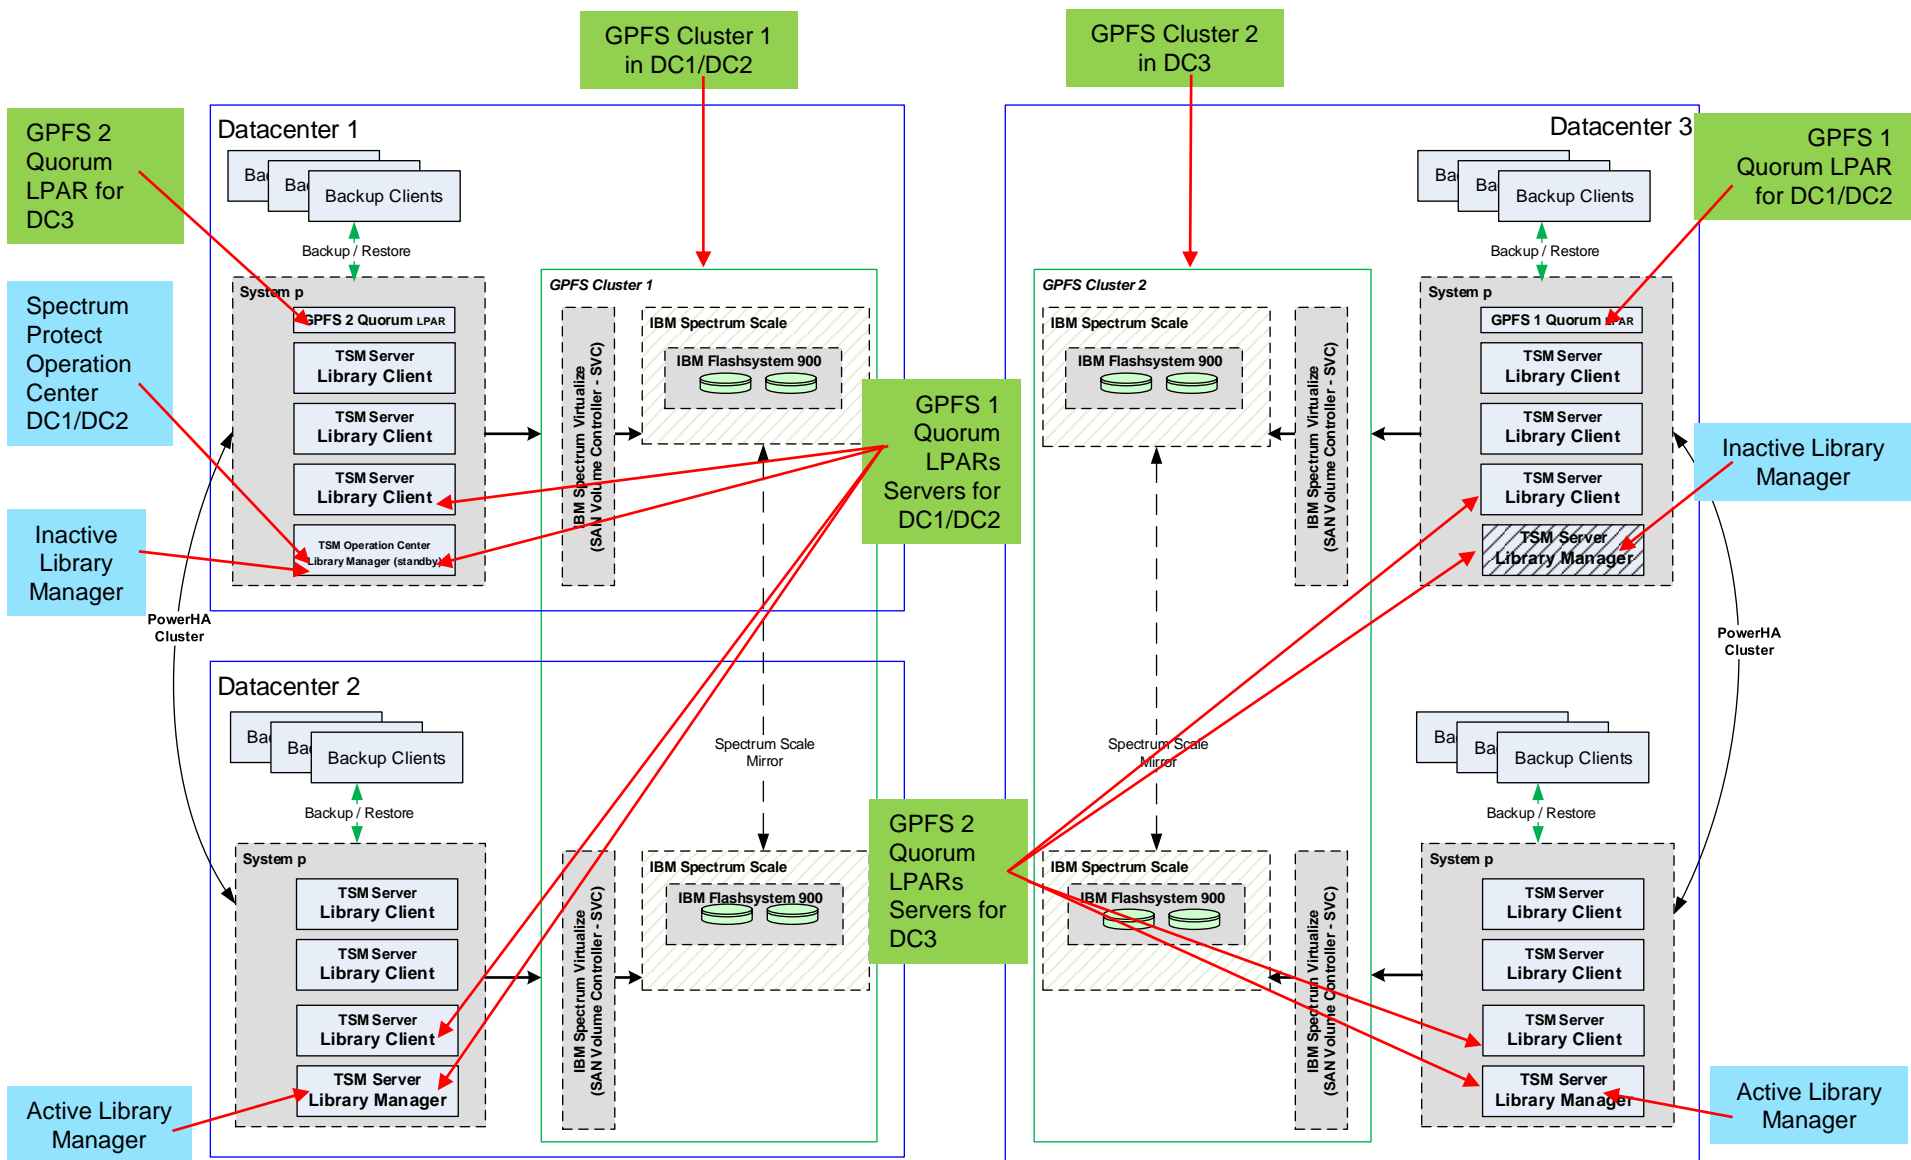 GPFS Cluster 1
in DC1/DC2
GPFS Cluster 2
in DC3
GPFS 2
Quorum
LPAR for
DC3
Spectrum
Protect
Operation
Center
DC1/DC2
Inactive
Library
Manager
Active Library
Manager
PowerHA
Cluster
Datacenter 1
Ba
Ba
Backup Clients
Backup / Restore
System p
GPFS 2 Quorum LPAR
TSM Server
Library Client
TSM Server
Library Client
TSM Server
Library Client
TSM Operation Center
Library Manager (standby)
GPFS Cluster 1
IBM Spectrum Virtualize
(SAN Volume Controller - SVC)
IBM Spectrum Scale
IBM Flashsystem 900
Spectrum Scale
Mirror
Datacenter 2
Ba
Ba
Backup Clients
Backup / Restore
System p
TSM Server
Library Client
TSM Server
Library Client
TSM Server
Library Client
TSM Server
Library Manager
IBM Spectrum Virtualize
(SAN Volume Controller - SVC)
IBM Spectrum Scale
IBM Flashsystem 900
GPFS 1
Quorum
LPARs
Servers for
DC1/DC2
GPFS 2
Quorum
LPARs
Servers for
DC3
Datacenter 3
GPFS Cluster 2
IBM Spectrum Scale
IBM Flashsystem 900
IBM Spectrum Virtualize
(SAN Volume Controller - SVC)
Ba
Ba
Backup Clients
Backup / Restore
System p
GPFS 1 Quorum LPAR
TSM Server
Library Client
TSM Server
Library Client
TSM Server
Library Client
TSM Server
Library Manager
Spectrum Scale
Mirror
IBM Spectrum Scale
IBM Flashsystem 900
IBM Spectrum Virtualize
(SAN Volume Controller - SVC)
Ba
Ba
Backup Clients
Backup / Restore
System p
TSM Server
Library Client
TSM Server
Library Client
TSM Server
Library Client
TSM Server
Library Manager
GPFS 1
Quorum LPAR
for DC1/DC2
Inactive Library
Manager
PowerHA
Cluster
Active Library
Manager